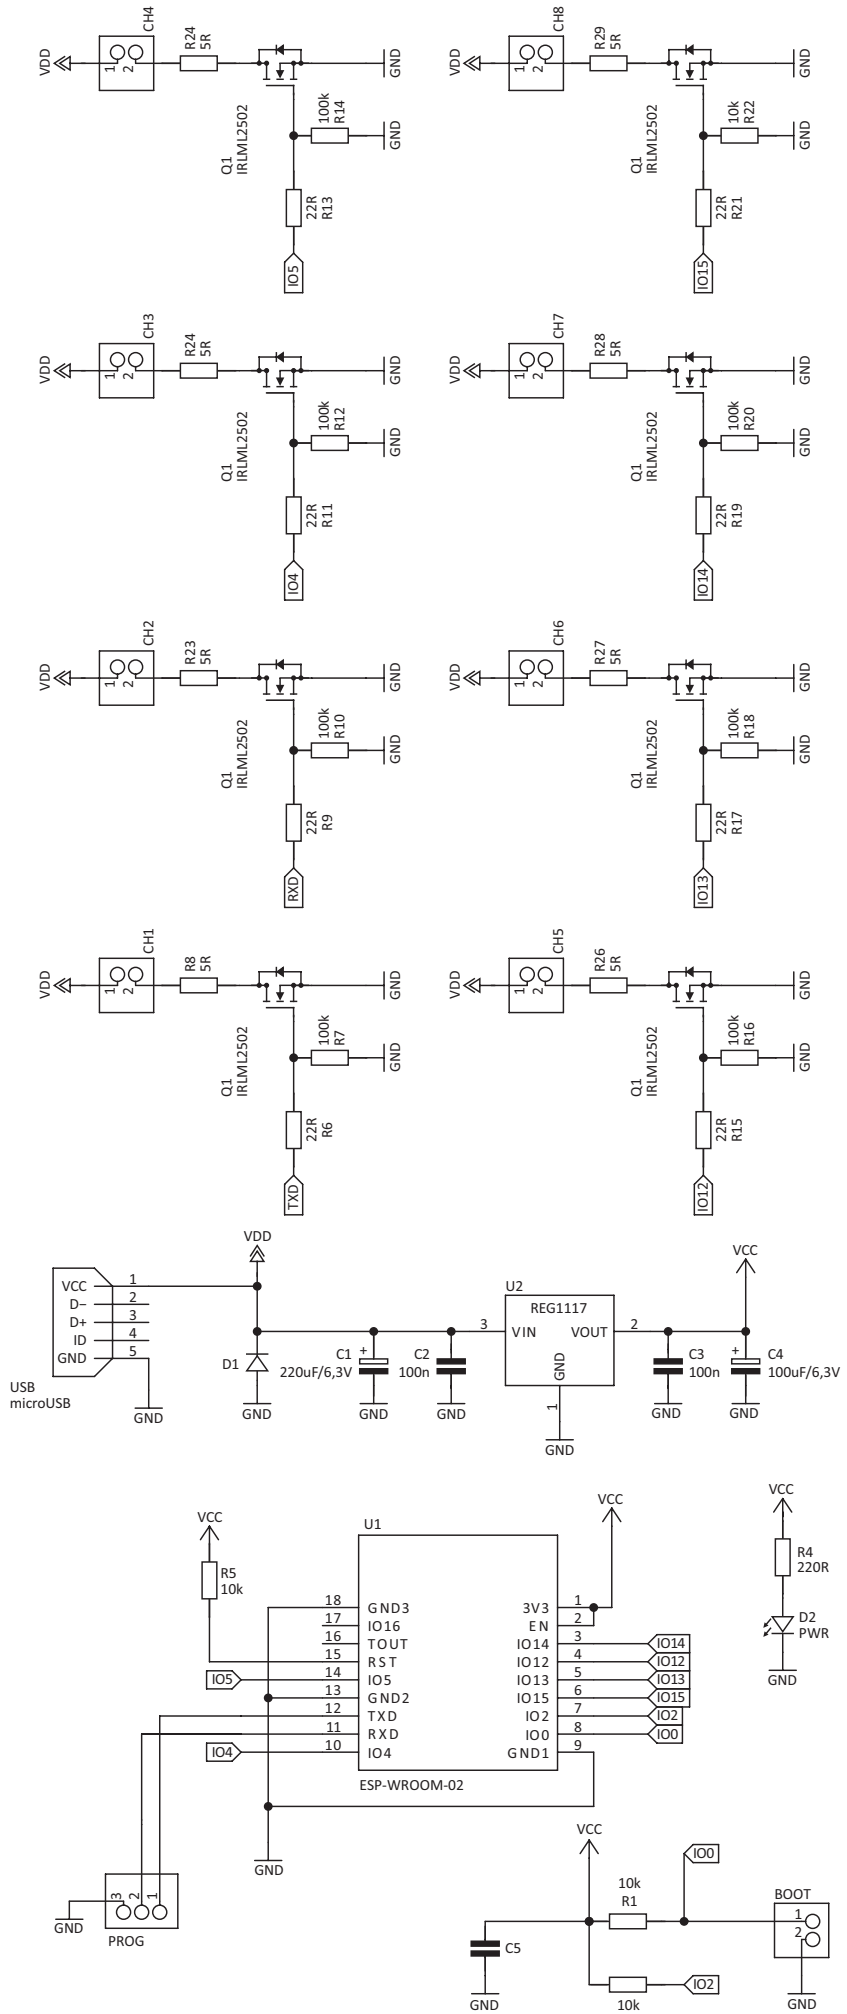 VDD
1
2
CH4
R24
5R
GND
100k
R14
GND
Q1
IRLML2502
22R
R13
IO5
VDD
1
2
CH8
R29
5R
GND
10k
R22
GND
Q1
IRLML2502
22R
R21
IO15
VDD
1
2
CH3
R24
5R
GND
100k
R12
GND
Q1
IRLML2502
22R
R11
IO4
VDD
1
2
CH7
R28
5R
GND
100k
R20
GND
Q1
IRLML2502
22R
R19
IO14
VDD
1
2
CH2
R23
5R
GND
100k
R10
GND
Q1
IRLML2502
22R
R9
RXD
VDD
1
2
CH6
R27
5R
GND
100k
R18
GND
Q1
IRLML2502
22R
R17
IO13
VDD
1
2
CH1
R8
5R
GND
100k
R7
GND
Q1
IRLML2502
22R
R6
TXD
VDD
1
2
CH5
R26
5R
GND
100k
R16
GND
Q1
IRLML2502
22R
R15
IO12
VDD
VCC 1
D− 2
D+ 3
ID 4
GND 5
USB
microUSB
GND
D1
GND
C1 +
220uF/6,3V
GND
C2
100n
GND
U2
REG1117
3 VIN VOUT 2
GND
1
GND
VCC
C3
100n
GND
+ C4
100uF/6,3V
GND
VCC
R5
10k
U1
VCC
18 GND3
17 IO16
16 TOUT
15 RST
IO5 14 IO5
13 GND2
12 TXD
11 RXD
IO4 10 IO4
3V3 1
EN 2
IO14 3 IO14
IO12 4 IO12
IO13 5 IO13
IO15 6 IO15
IO2 7 IO2
IO0 8 IO0
GND1 9
ESP-WROOM-02
GND
VCC
R4
220R
D2
PWR
GND
3 2 1
GND
PROG
VCC
IO0
10k
R1
BOOT
1
2
C5
IO2
GND
10k
GND